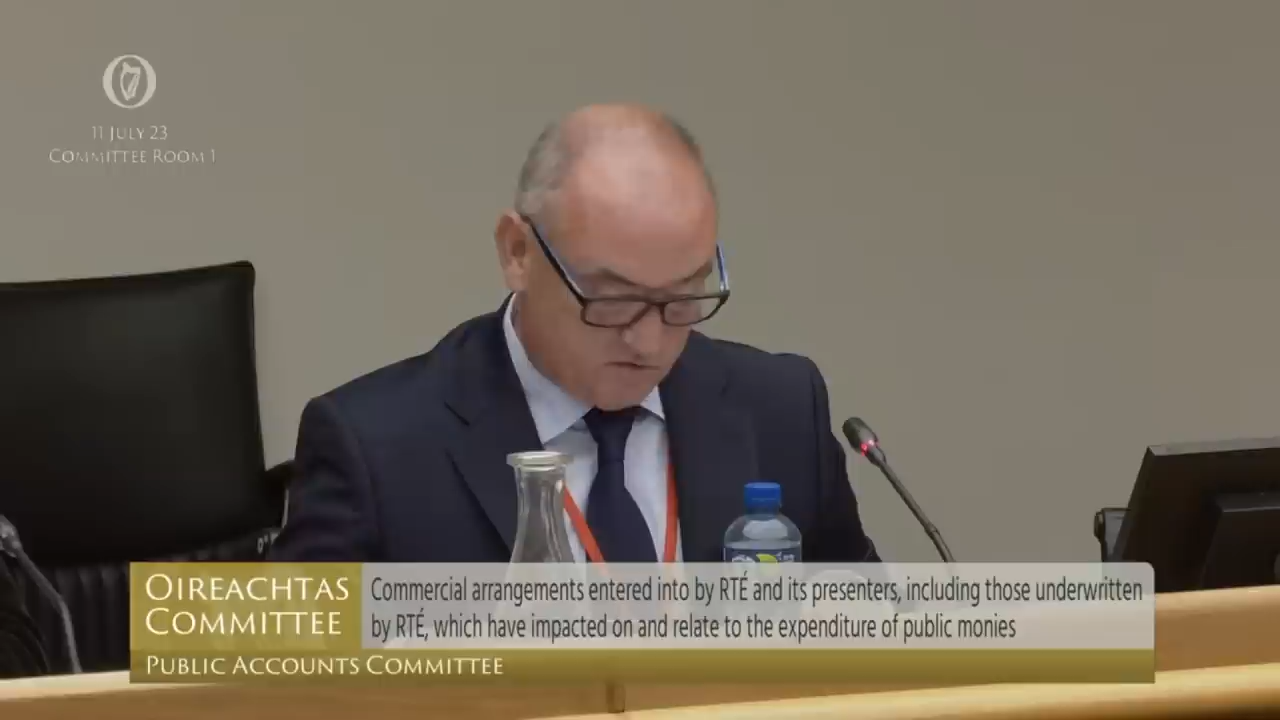 11 July 23
Committee Room 1
Oireachtas
Committee
Commercial arrangements entered into by RTÉ and its presenters, including those underwritten
by RTÉ, which have impacted on and relate to the expenditure of public monies
Public Accounts Committee